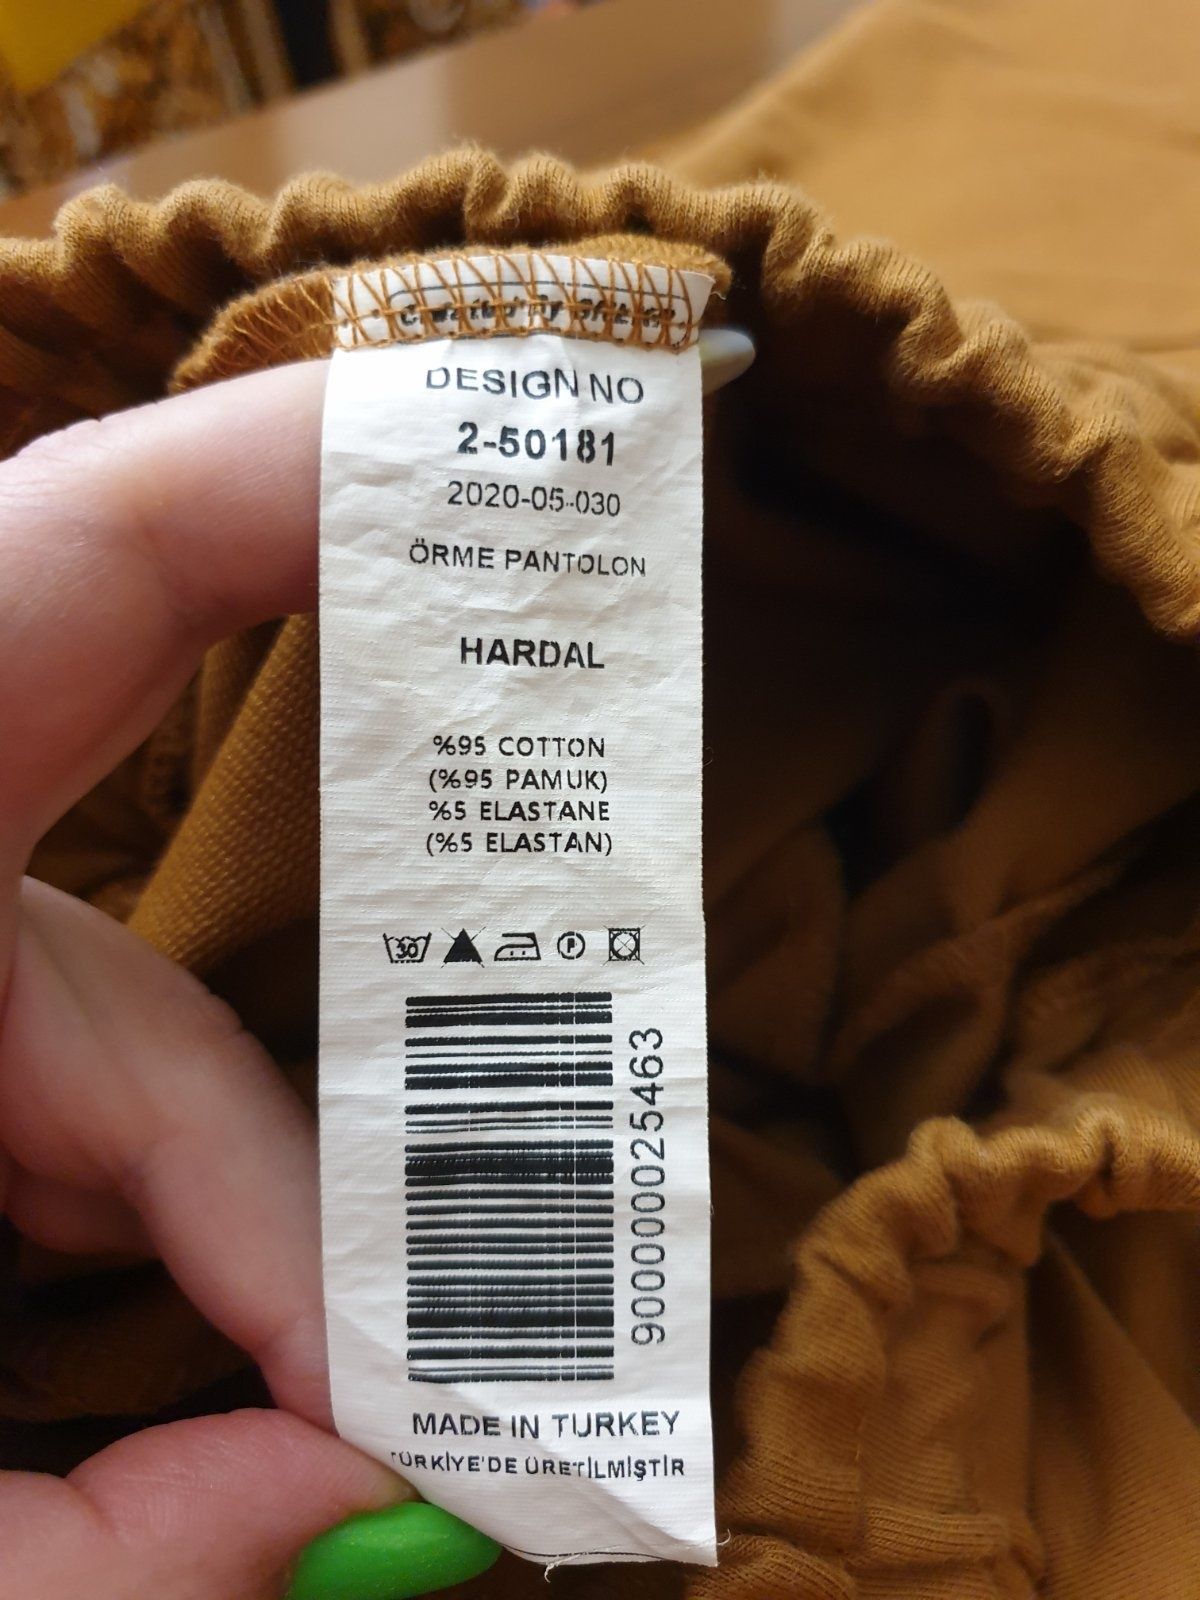 DESIGN NO
2-50181
2020-05-030
ÖRME PANTOLON
HARDAL
%95 COTTON
(%95 PAMUK)
%5 ELASTANE
(%5 ELASTAN)
30
P
9000000025463
MADE IN TURKEY
TÜRKİYE'DE ÜRETİLMİŞTİR